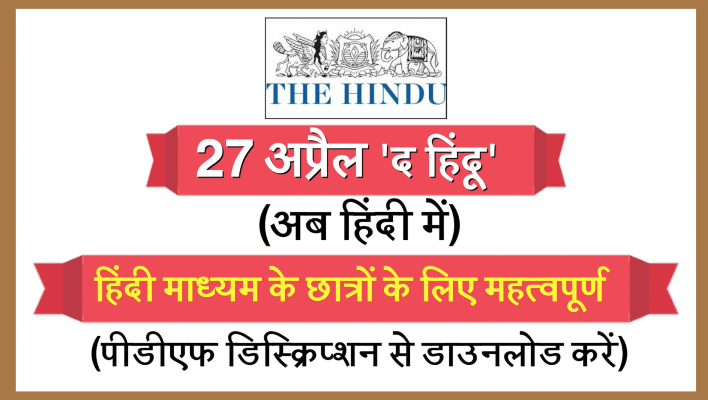 THE HINDU
27 अप्रैल 'द हिंदू'
(अब हिंदी में)
हिंदी माध्यम के छात्रों के लिए महत्वपूर्ण
(पीडीएफ डिस्क्रिप्शन से डाउनलोड करें)